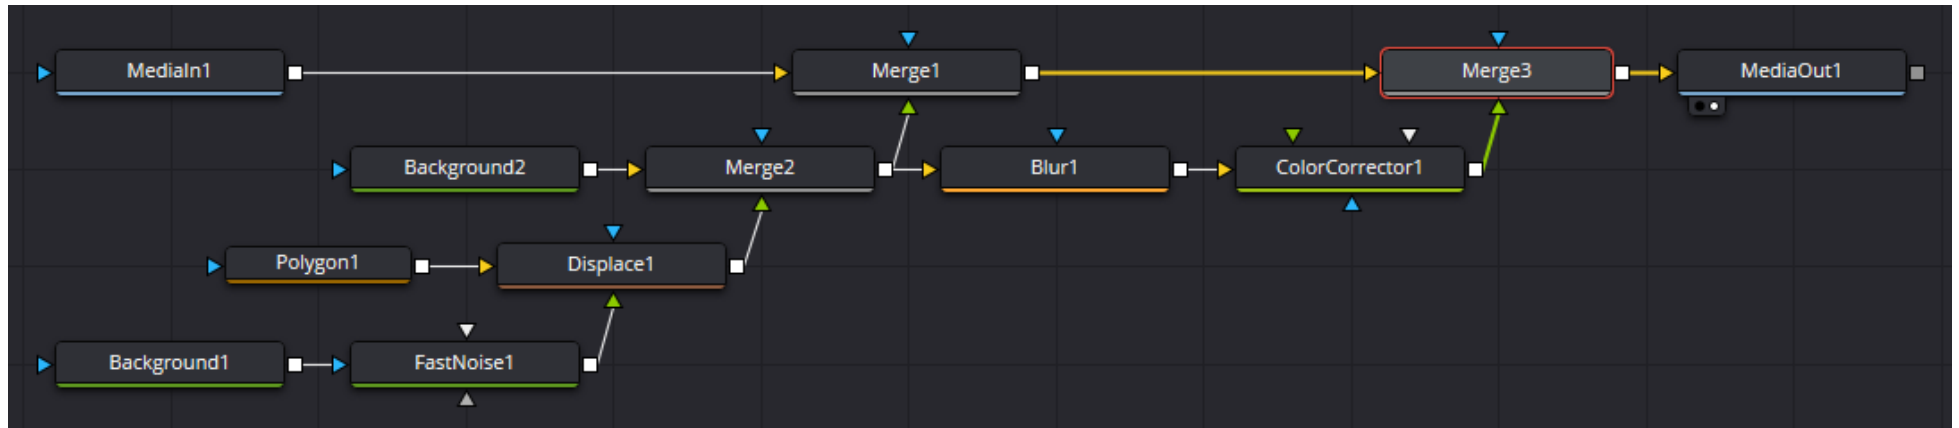 MediaIn1
Merge1
Merge3
MediaOut1
Background2
Merge2
Blur1
ColorCorrector1
Polygon1
Displace1
Background1
FastNoise1